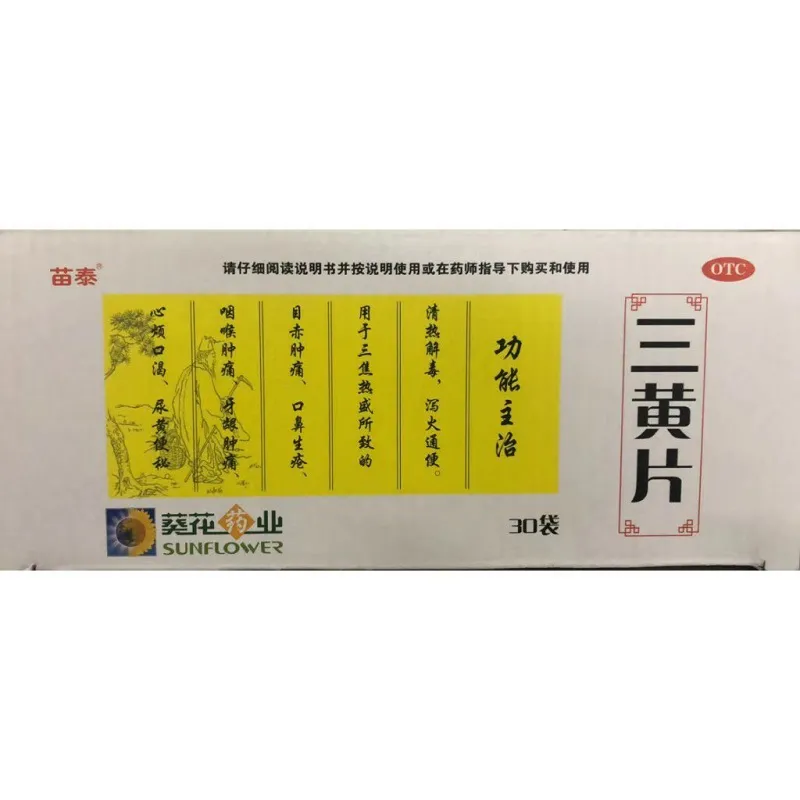 苗泰®
请仔细阅读说明书并按说明使用或在药师指导下购买和使用
OTC
三黄片
功能主治
清热解毒，泻火通便。
用于三焦热盛所致的
目赤肿痛、口鼻生疮、
咽喉肿痛、牙龈肿痛、
心烦口渴、尿黄便秘
葵花药业
SUNFLOWER
30袋